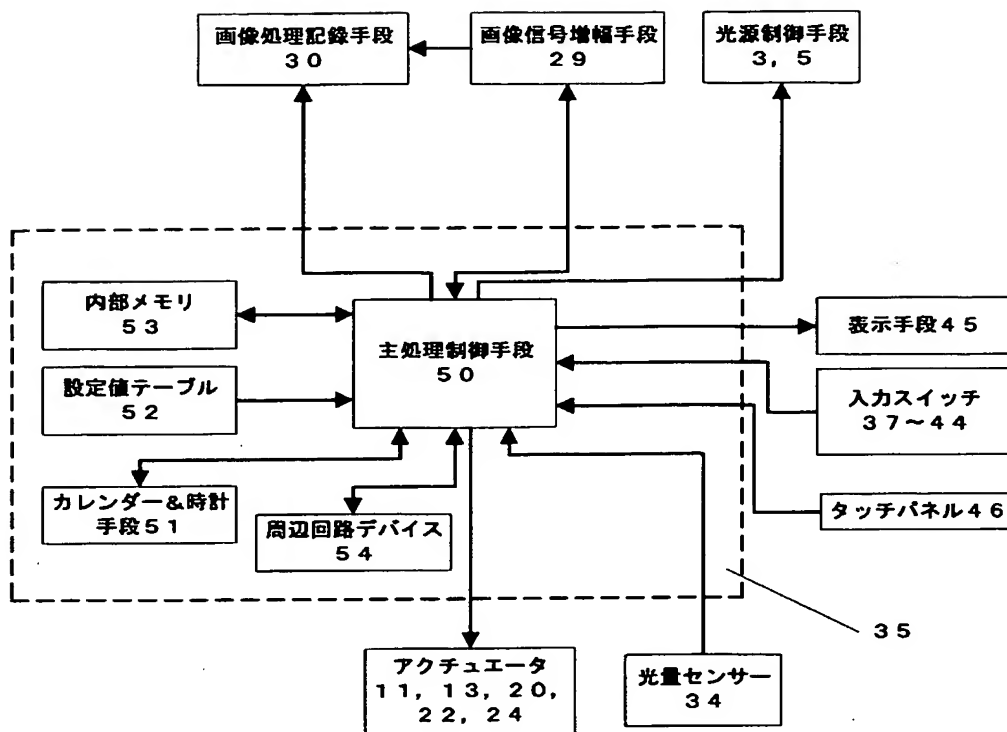 画像処理記録手段
３０
画像信号増幅手段
２９
光源制御手段
３，５
内部メモリ
５３
主処理制御手段
５０
表示手段４５
設定値テーブル
５２
入力スイッチ
３７～４４
カレンダー＆時計
手段５１
周辺回路デバイス
５４
タッチパネル４６
３５
アクチュエータ
１１，１３，２０，
２２，２４
光量センサー
３４